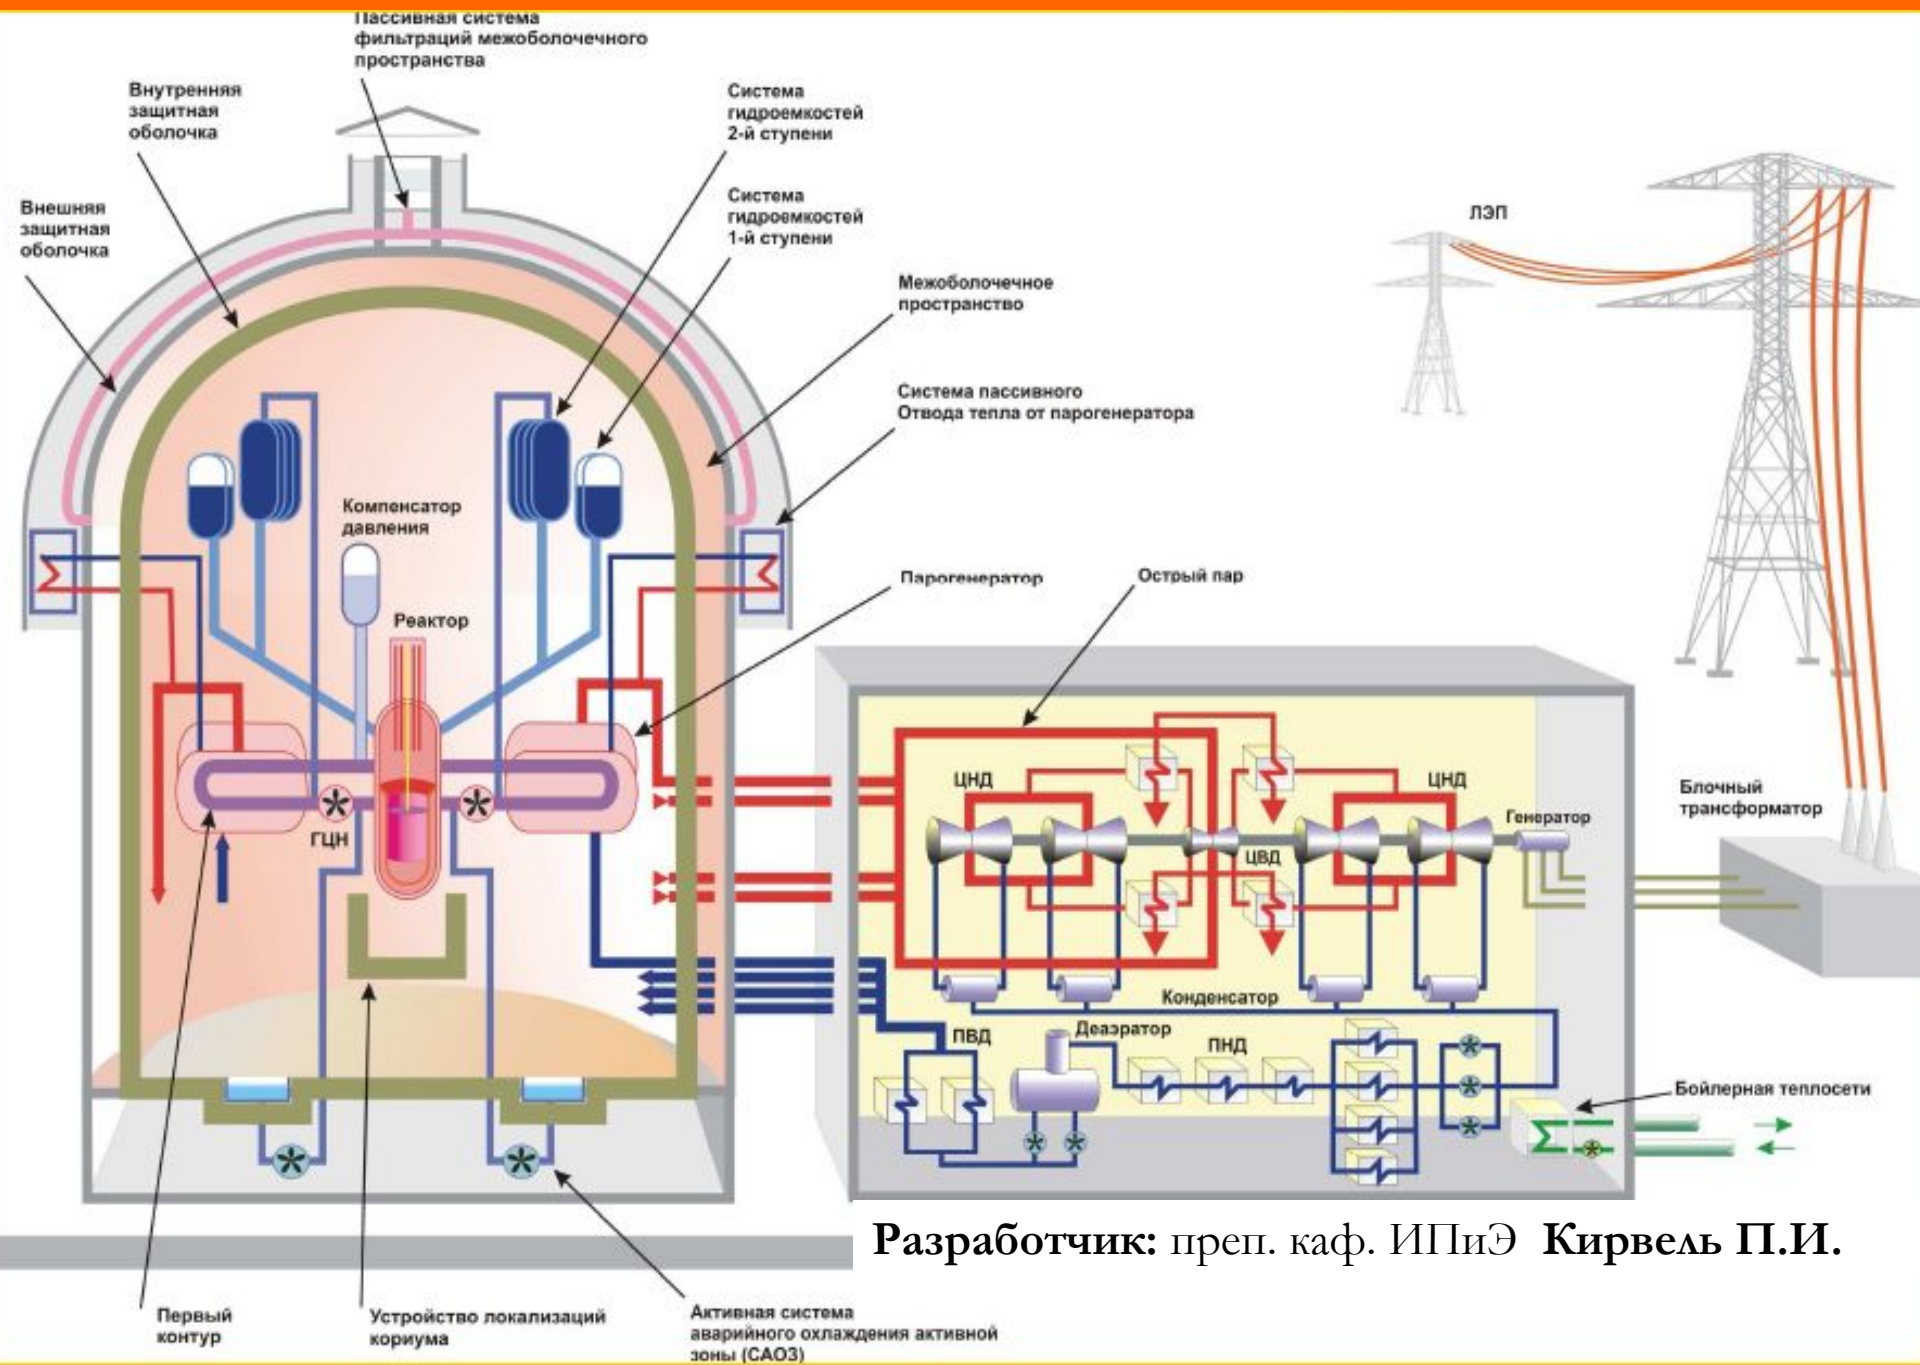 Пассивная система
фильтраций межоболочечного
пространства
Внутренняя
защитная
оболочка
Система
гидроемкостей
2-й ступени
Внешняя
защитная
оболочка
Система
гидроемкостей
1-й ступени
ЛЭП
Межоболочечное
пространство
Система пассивного
Отвода тепла от парогенератора
Компенсатор
давления
Парогенератор
Острый пар
Реактор
ЦНД
ЦНД
Блочный
трансформатор
Генератор
ГЦН
ЦВД
Конденсатор
ПВД
Деаэратор
ПНД
Бойлерная теплосети
Разработчик: преп. каф. ИПиЭ Кирвель П.И.
Первый
контур
Устройство локализаций
кориума
Активная система
аварийного охлаждения активной
зоны (САОЗ)